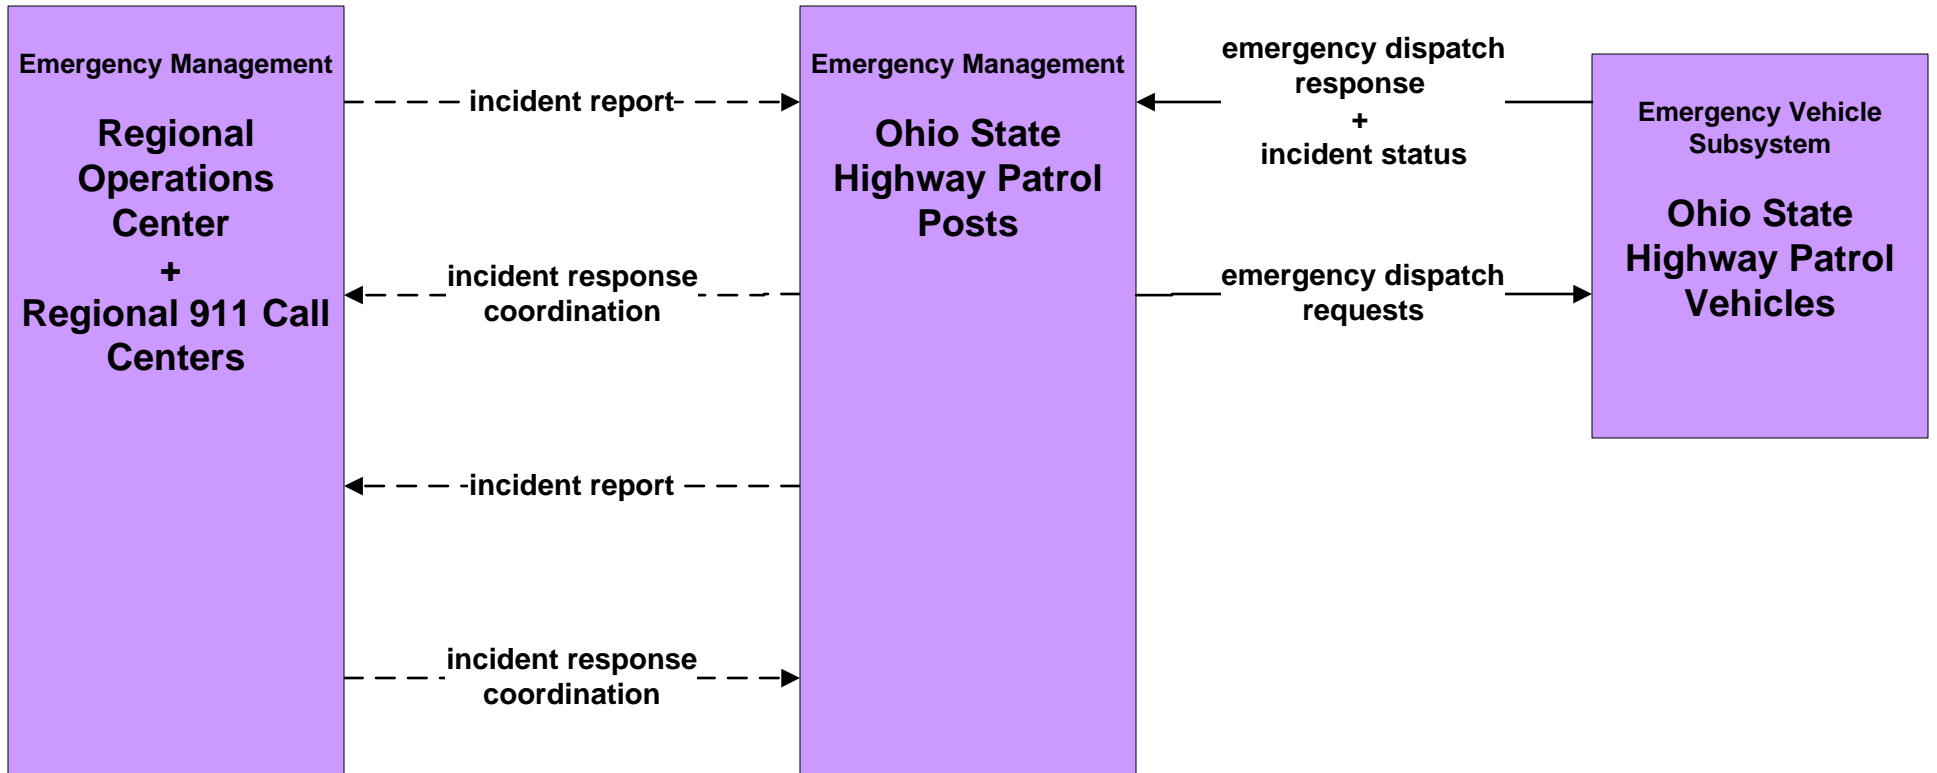 Emergency Management
Regional
Operations
Center
+
Regional 911 Call
Centers
incident report
incident response
coordination
incident report
incident response
coordination
Emergency Management
Ohio State
Highway Patrol
Posts
emergency dispatch
response
+
incident status
emergency dispatch
requests
Emergency Vehicle
Subsystem
Ohio State
Highway Patrol
Vehicles